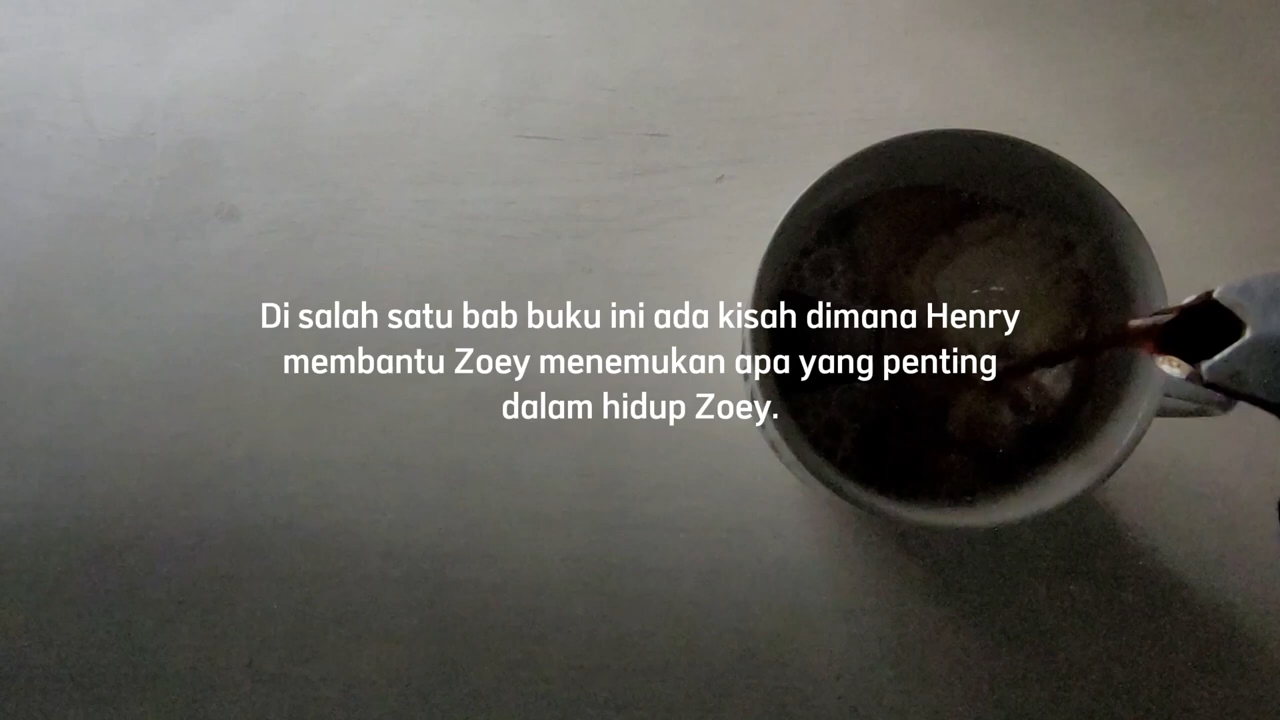 Di salah satu bab buku ini ada kisah dimana Henry
membantu Zoey menemukan apa yang penting
dalam hidup Zoey.